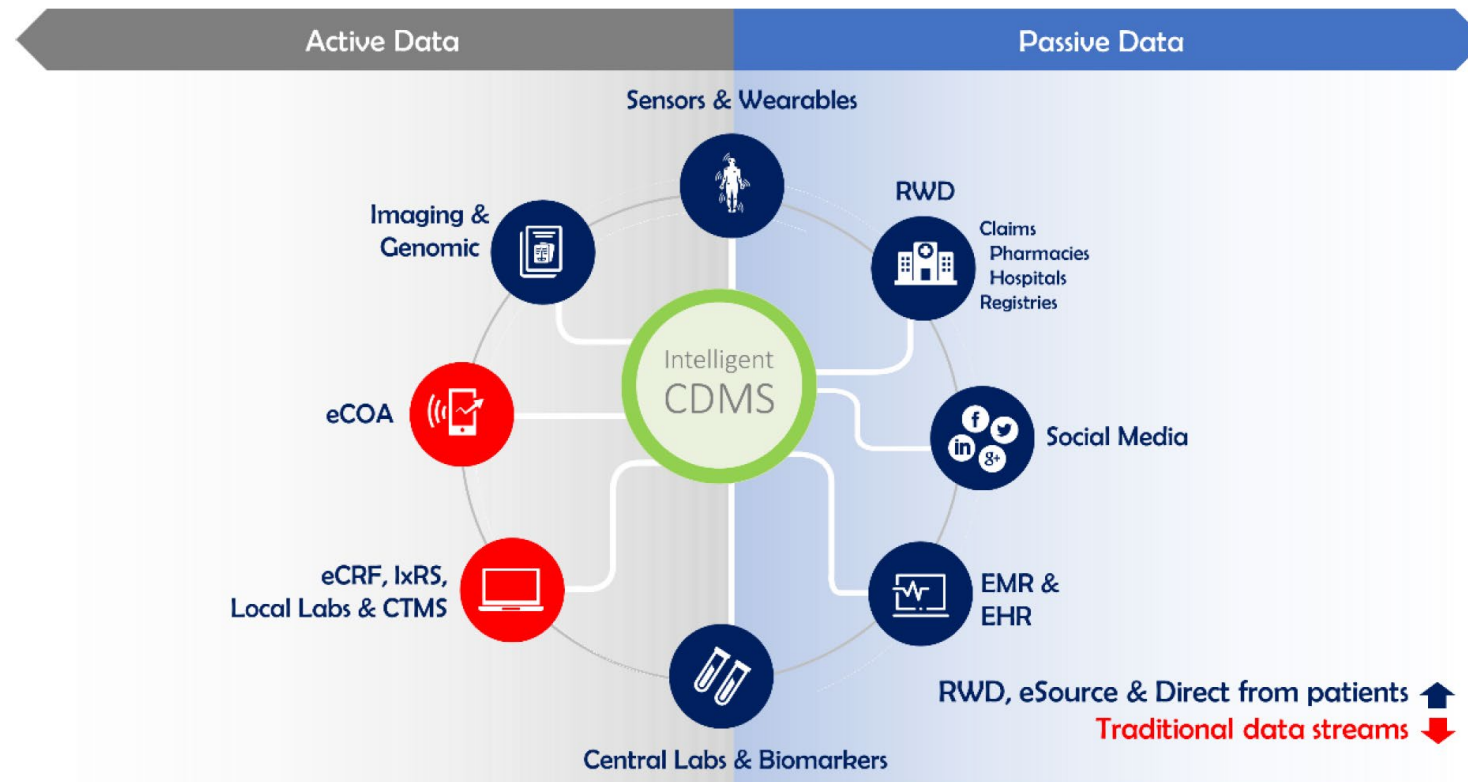 Active Data
Passive Data
Sensors & Wearables
Imaging &
Genomic
RWD
Claims
Pharmacies
Hospitals
Registries
Intelligent
CDMS
eCOA
f
in
g+
Social Media
eCRF, IxRS,
Local Labs & CTMS
EMR &
EHR
Central Labs & Biomarkers
RWD, eSource & Direct from patients
Traditional data streams